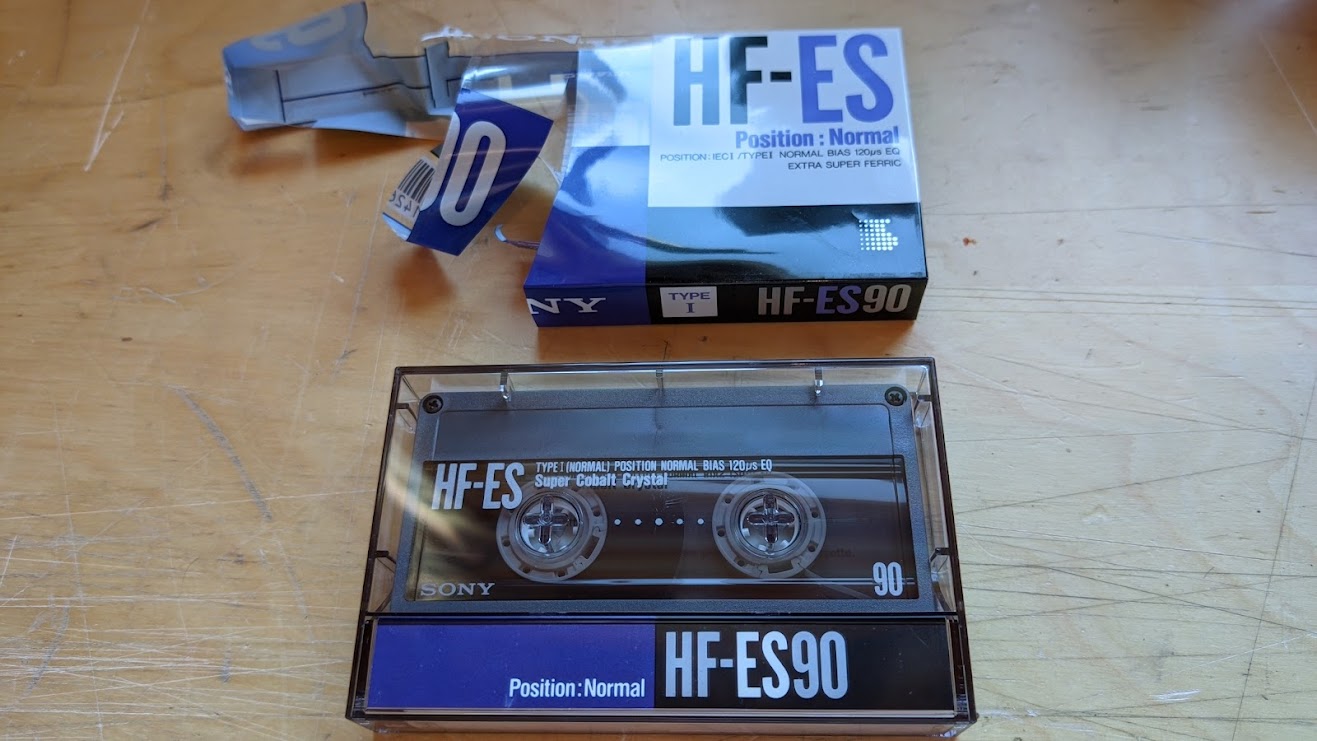 90
HF-ES
Position : Normal
POSITION : IEC I / TYPE I NORMAL BIAS 120µs EQ
EXTRA SUPER FERRIC
NY
TYPE
I
HF-ES90
HF-ES
TYPE I (NORMAL) POSITION NORMAL BIAS 120µs EQ
Super Cobalt Crystal
SONY
90
Position : Normal
HF-ES90